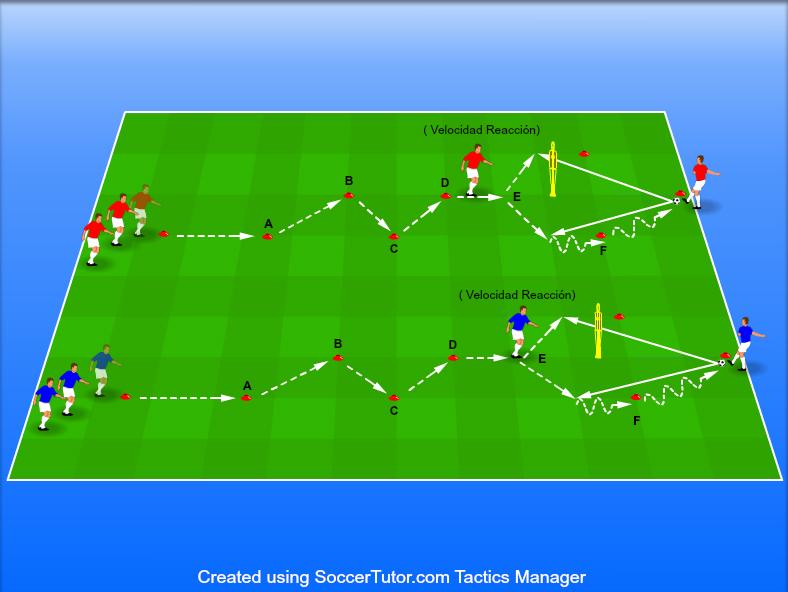 ( Velocidad Reacción)
B
D
E
A
C
F
( Velocidad Reacción)
B
D
E
A
C
F
Created using SoccerTutor.com Tactics Manager